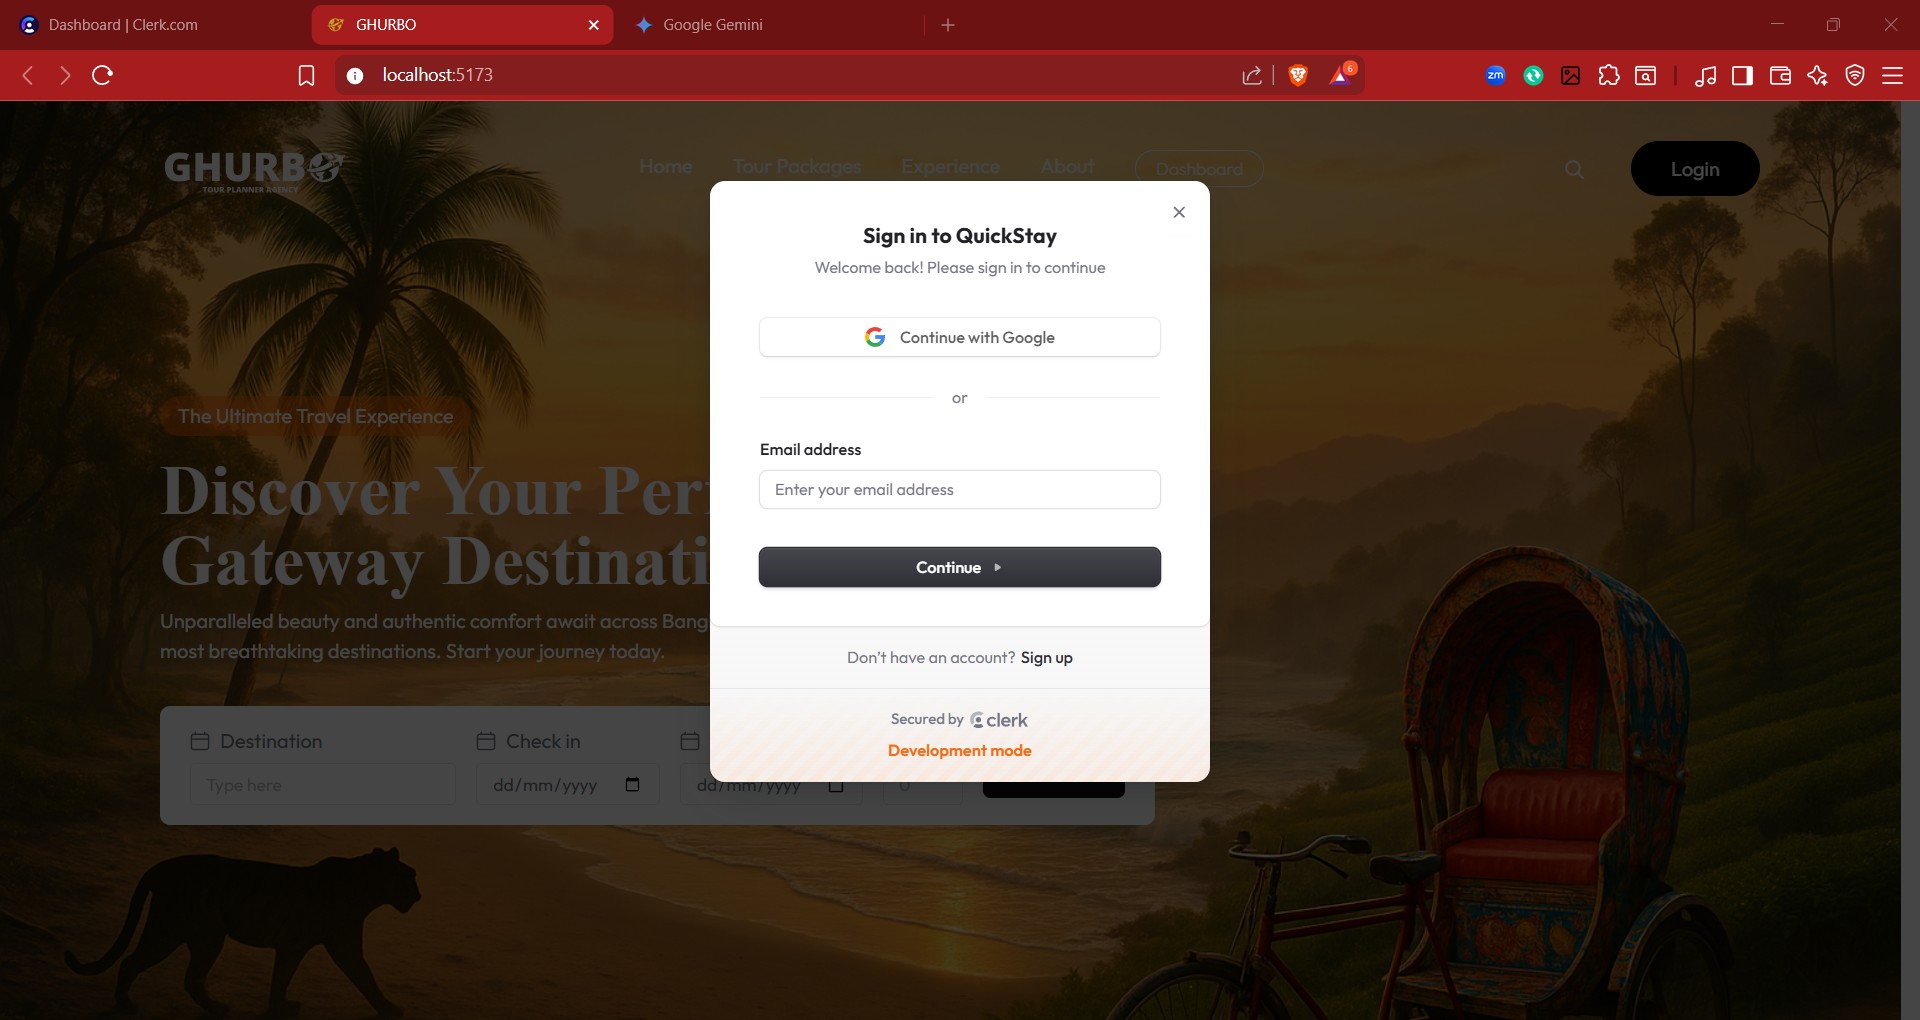 Dashboard | Clerk.com
GHURBO
Google Gemini
localhost:5173
6
zm
GHURBO
TOUR PLANNER AGENCY
Home
Tour Packages
Experience
About
Dashboard
Login
Sign in to QuickStay
Welcome back! Please sign in to continue
Continue with Google
or
Email address
Enter your email address
Continue
Don't have an account? Sign up
Secured by clerk
Development mode
The Ultimate Travel Experience
Discover Your Per
Gateway Destinati
Unparalleled beauty and authentic comfort await across Bang
most breathtaking destinations. Start your journey today.
Destination
Check in
Type here
dd/mm/yyyy
dd/mm/yyyy
0